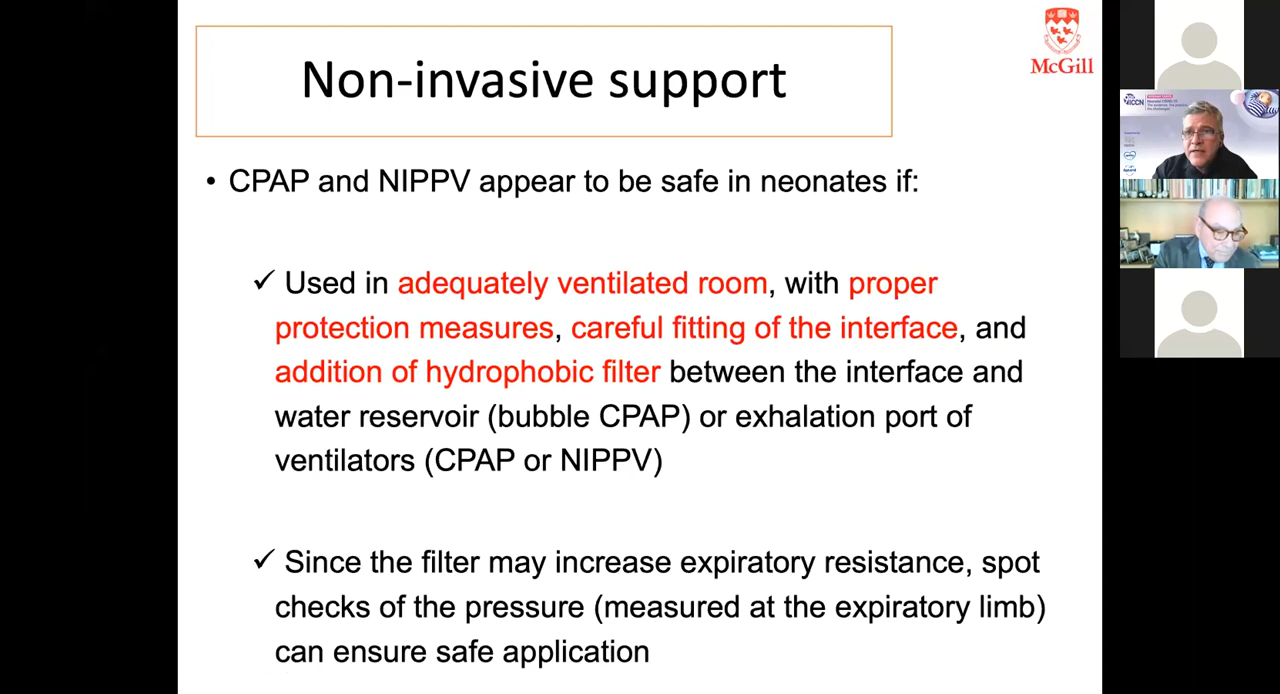 Non-invasive support
McGill
• CPAP and NIPPV appear to be safe in neonates if:
✓ Used in adequately ventilated room, with proper
protection measures, careful fitting of the interface, and
addition of hydrophobic filter between the interface and
water reservoir (bubble CPAP) or exhalation port of
ventilators (CPAP or NIPPV)
✓ Since the filter may increase expiratory resistance, spot
checks of the pressure (measured at the expiratory limb)
can ensure safe application